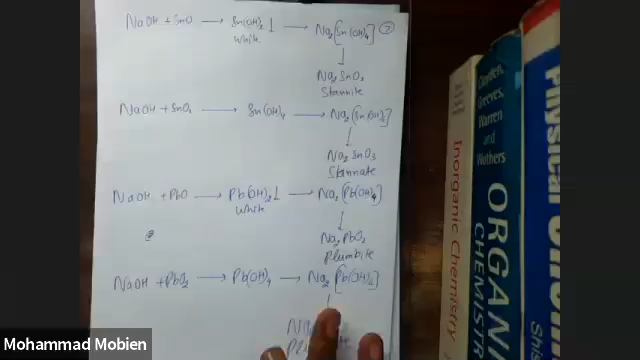 NaOH + SnO → Sn(OH)₂↓ → Na₂[Sn(OH)₄] ②
white
↓
Na₂SnO₂
Stannite
NaOH + SnO₂ → Sn(OH)₄ → Na₂[Sn(OH)₆]
↓
Na₂SnO₃
Stannate
NaOH + PbO → Pb(OH)₂↓ → Na₂[Pb(OH)₄]
white
↓
Na₂PbO₂
plumbite
NaOH + PbO₂ → Pb(OH)₄ → Na₂[Pb(OH)₆]
Inorganic Chemistry
Clayden, Greeves, Warren and Wothers
ORGANIC CHEMISTRY
Physical
Mohammad Mobien